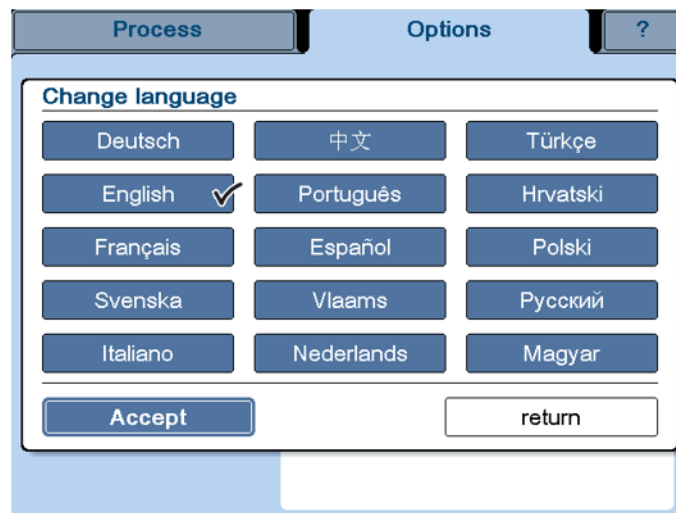 Process Options ?
Change language
Deutsch 中文 Türkçe
English Português Hrvatski
Français Español Polski
Svenska Vlaams Русский
Italiano Nederlands Magyar
Accept return